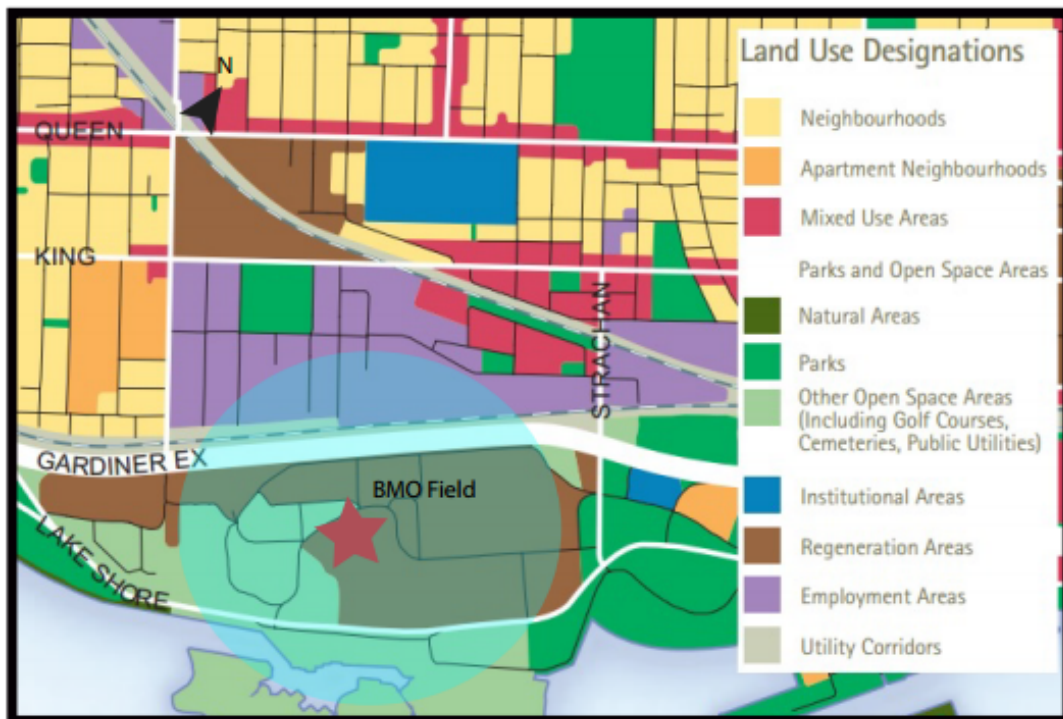 N
QUEEN
KING
STRACHAN
GARDINER EX
BMO Field
LAKE SHORE
Land Use Designations
Neighbourhoods
Apartment Neighbourhoods
Mixed Use Areas
Parks and Open Space Areas
Natural Areas
Parks
Other Open Space Areas
(Including Golf Courses,
Cemeteries, Public Utilities)
Institutional Areas
Regeneration Areas
Employment Areas
Utility Corridors